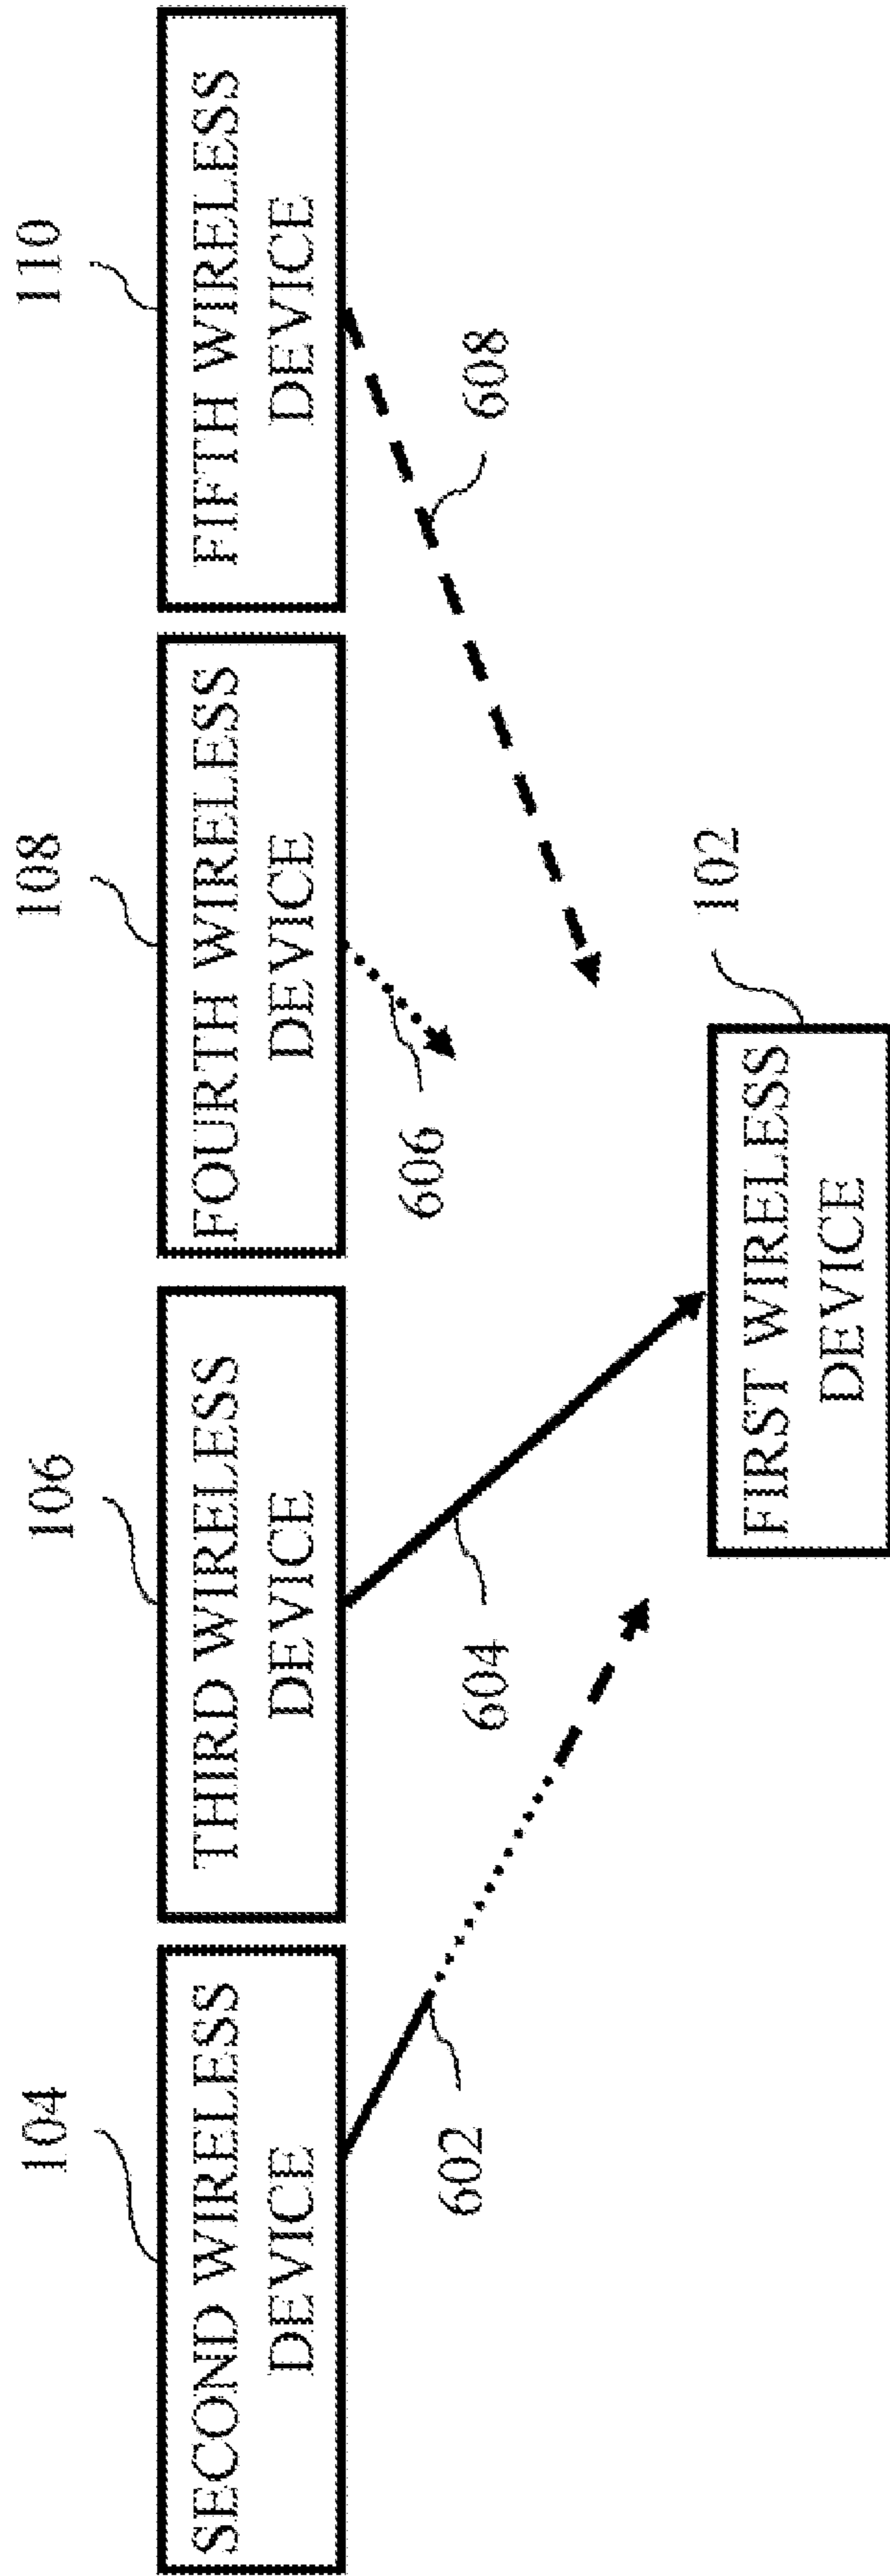 104
106
108
110
SECOND WIRELESS
DEVICE
THIRD WIRELESS
DEVICE
FOURTH WIRELESS
DEVICE
FIFTH WIRELESS
DEVICE
602
604
606
608
102
FIRST WIRELESS
DEVICE